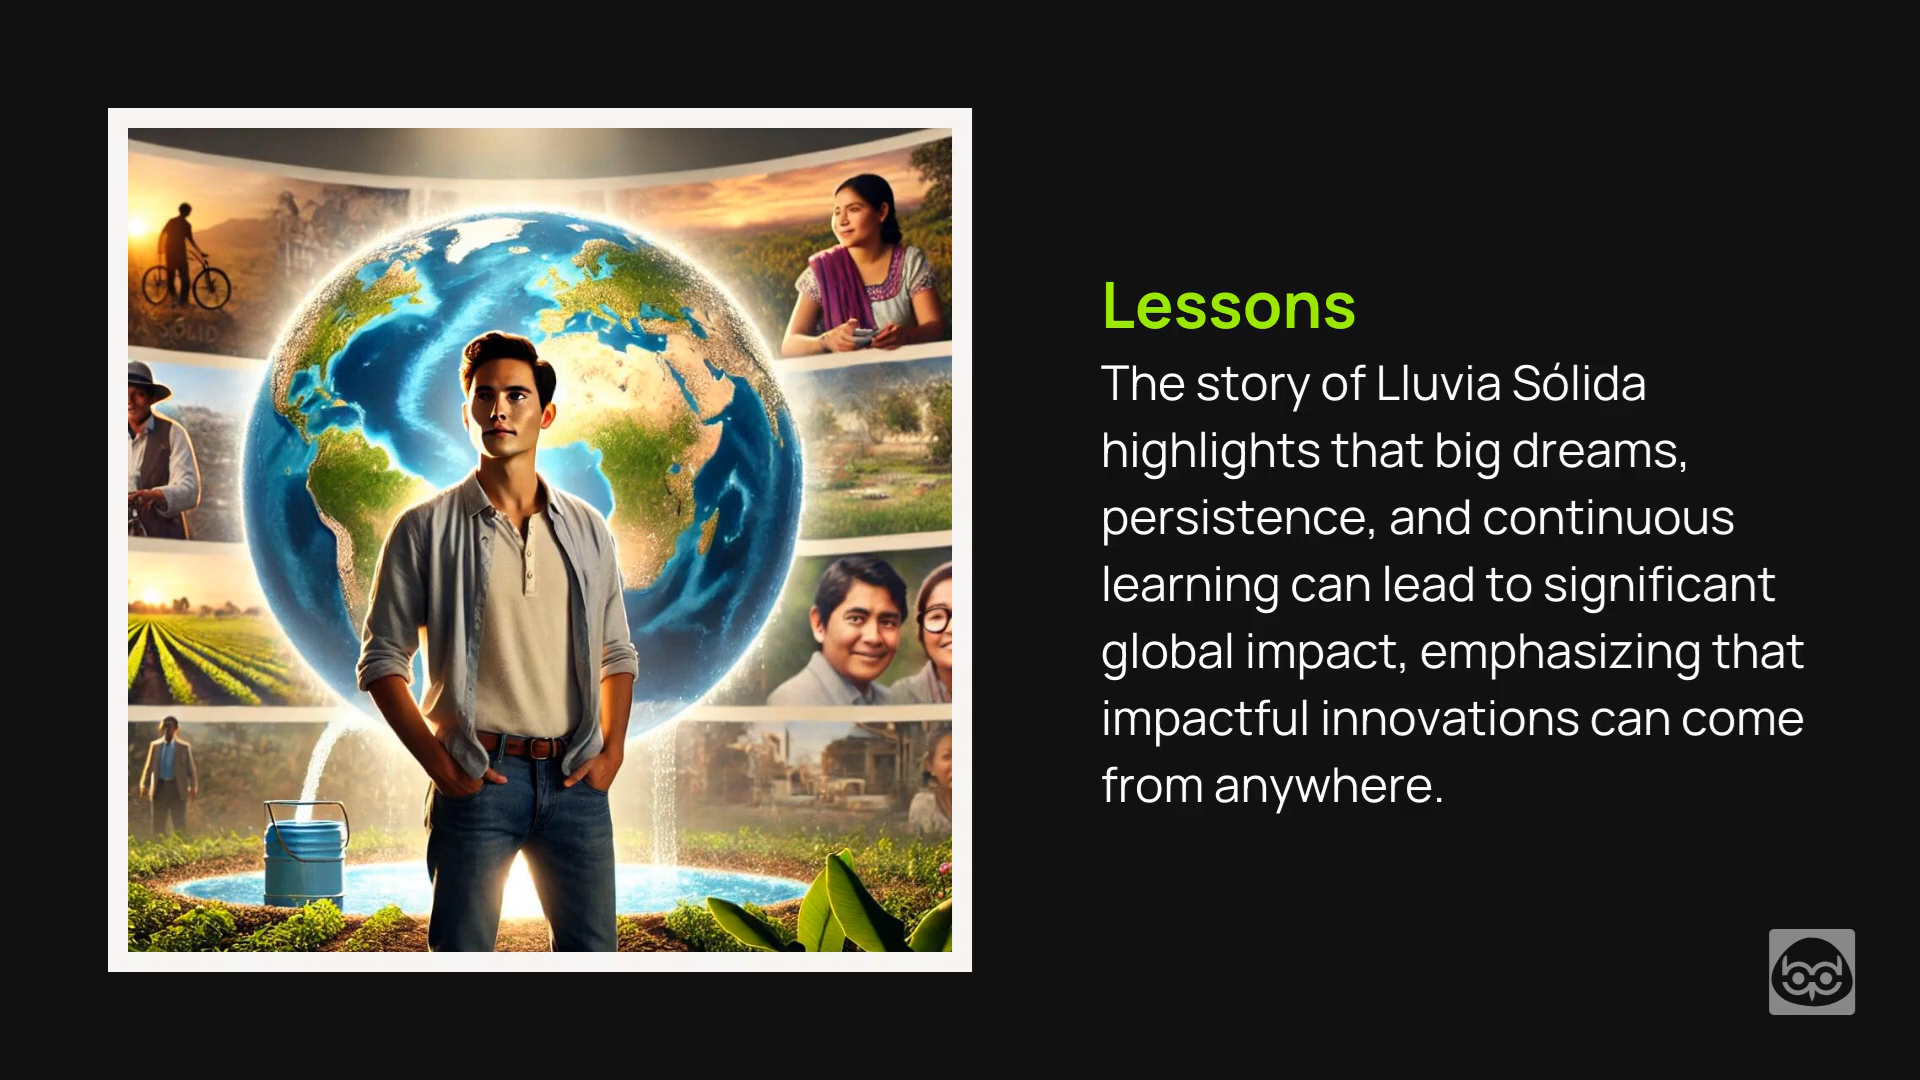 Lessons
The story of Lluvia Sólida
highlights that big dreams,
persistence, and continuous
learning can lead to significant
global impact, emphasizing that
impactful innovations can come
from anywhere.